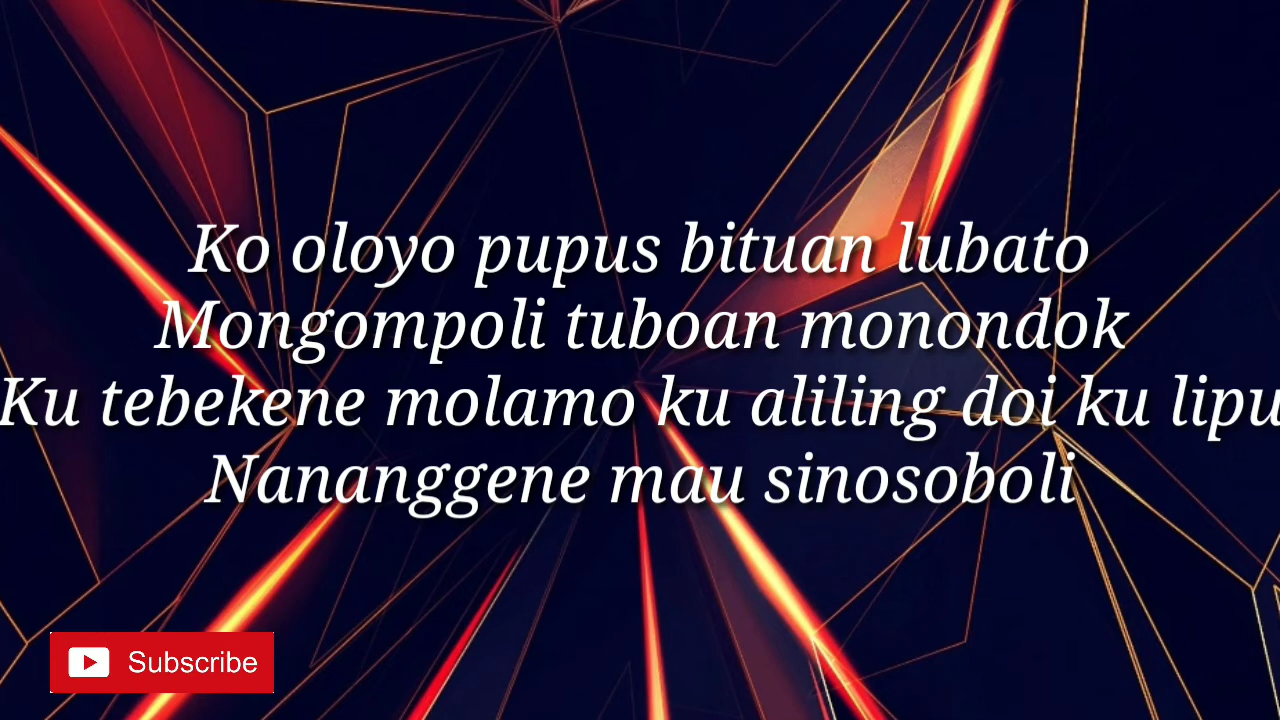 Ko oloyo pupus bituan lubato
Mongompoli tuboan monondok
Ku tebekene molamo ku aliling doi ku lipu
Nananggene mau sinosoboli
Subscribe